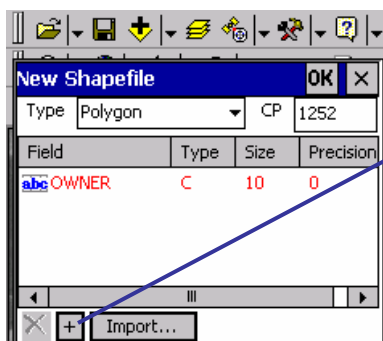 New Shapefile OK
Type Polygon CP 1252
Field Type Size Precision
abc OWNER C 10 0
Import...